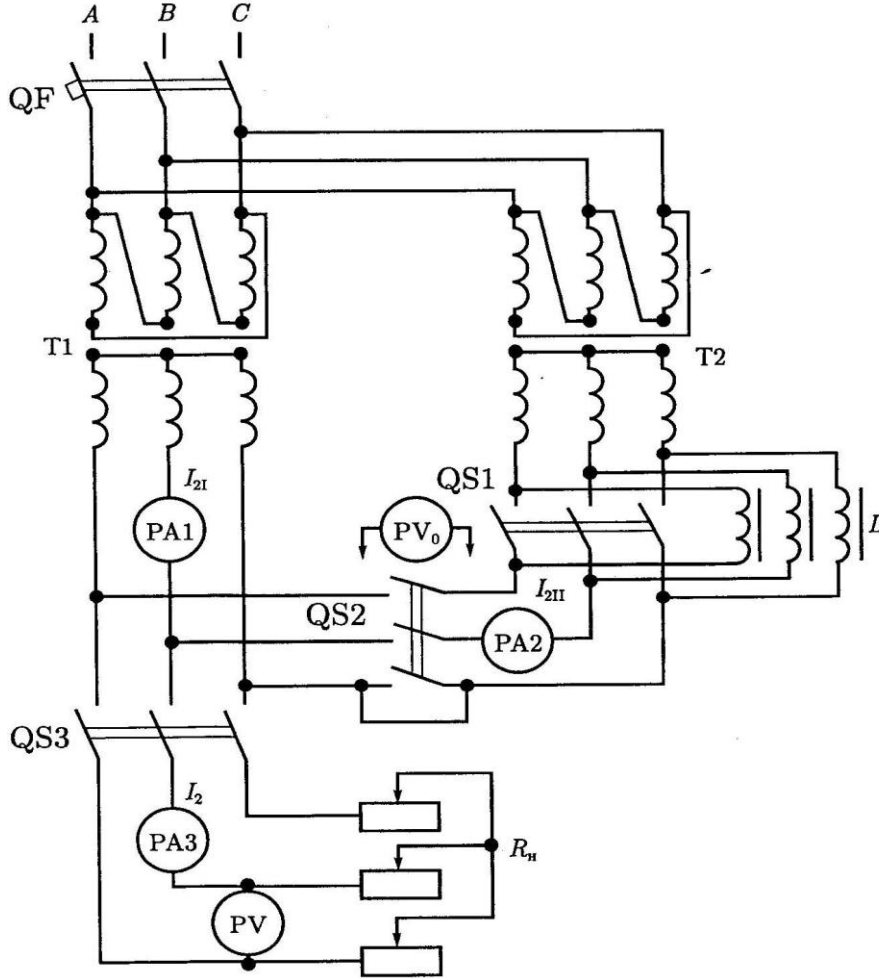 A B C
QF
T1
T2
I₂I
QS1
PA1
PV₀
L
I₂II
QS2
PA2
QS3
I₂
PA3
Rн
PV